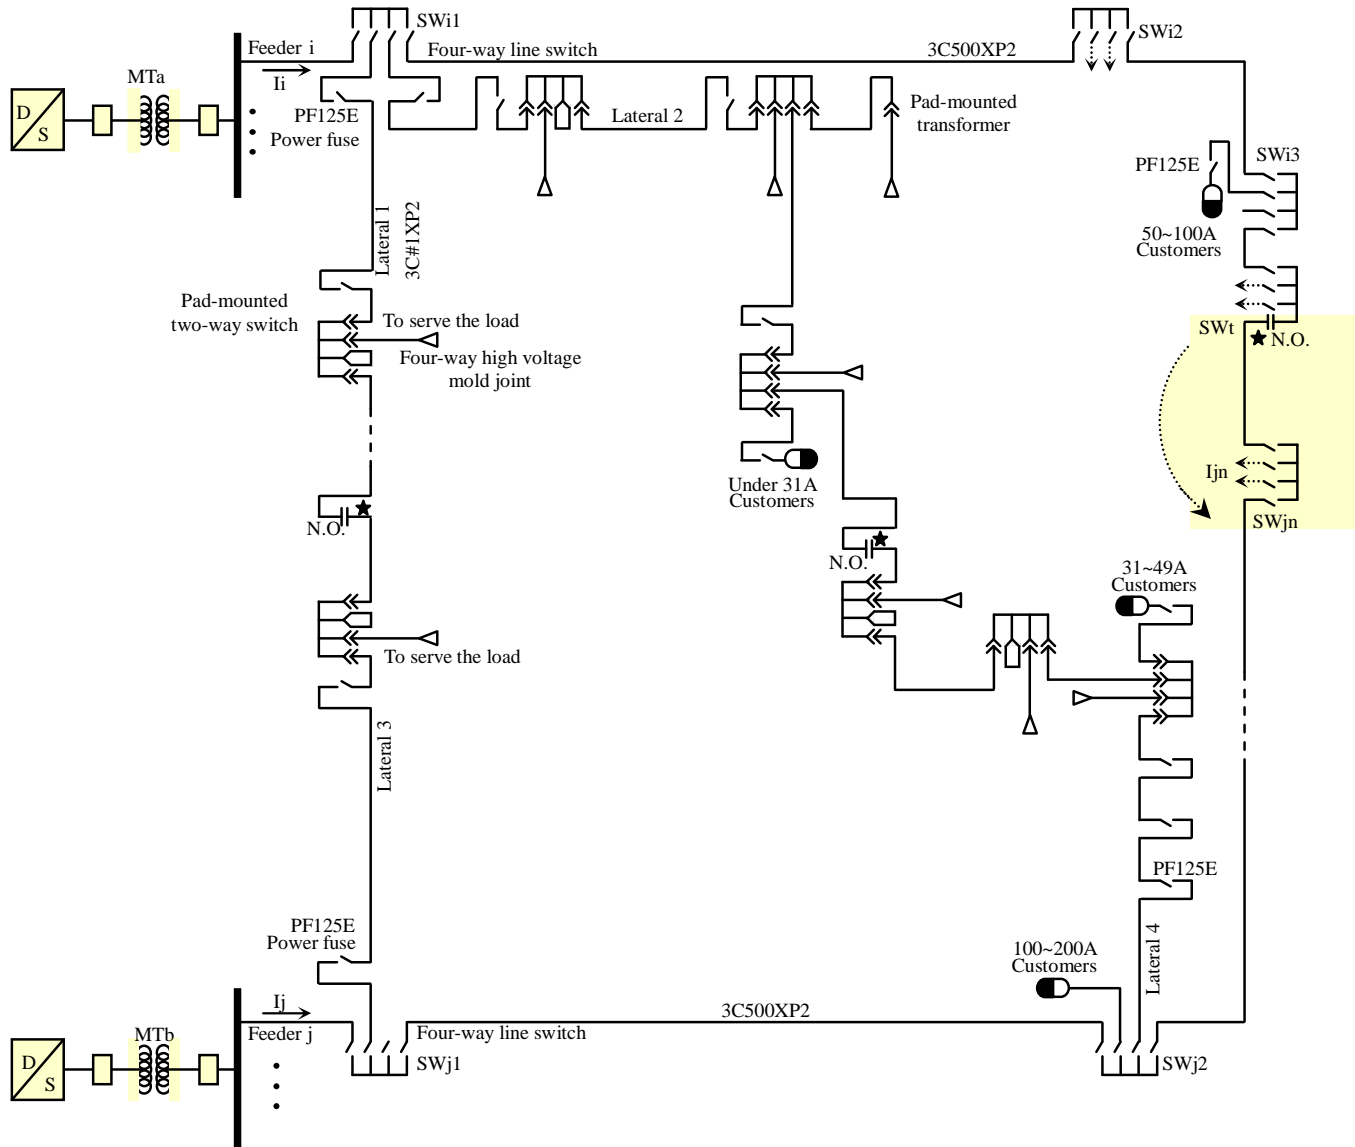 SWi1
SWi2
Feeder i
Four-way line switch
3C500XP2
MTa
Ii
D
S
PF125E
Power fuse
Lateral 2
Pad-mounted
transformer
SWi3
PF125E
50~100A
Customers
Lateral 1
3C#1XP2
Pad-mounted
two-way switch
To serve the load
Four-way high voltage
mold joint
SWt
N.O.
Ijn
SWjn
Under 31A
Customers
N.O.
N.O.
31~49A
Customers
To serve the load
Lateral 3
PF125E
PF125E
Power fuse
100~200A
Customers
Lateral 4
Ij
3C500XP2
Feeder j
Four-way line switch
MTb
D
S
SWj1
SWj2